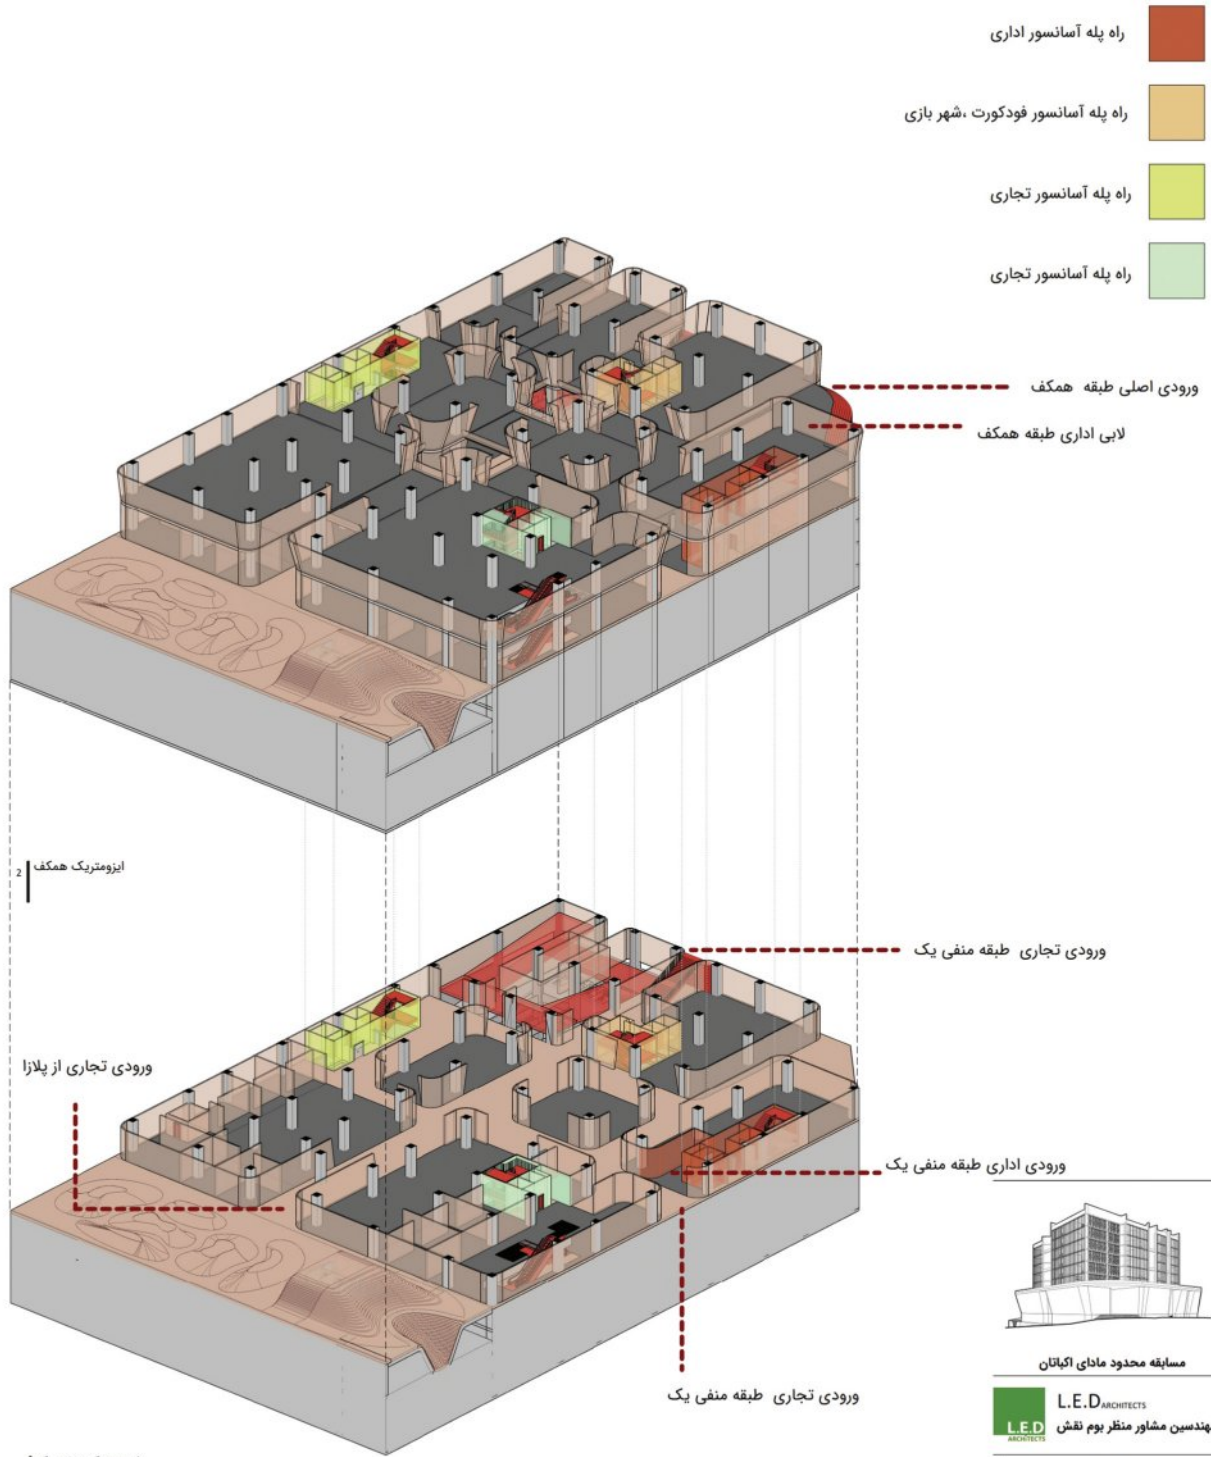 راه پله آسانسور اداری
راه پله آسانسور فودکورت ،شهر بازی
راه پله آسانسور تجاری
راه پله آسانسور تجاری
ورودی اصلی طبقه همکف
لابی اداری طبقه همکف
2 ایزومتریک همکف
ورودی تجاری طبقه منفی یک
ورودی تجاری از پلازا
ورودی اداری طبقه منفی یک
ورودی تجاری طبقه منفی یک
مسابقه محدود مادای اکباتان
L.E.D ARCHITECTS
مهندسین مشاور منظر بوم نقش
L.E.D
ARCHITECTS